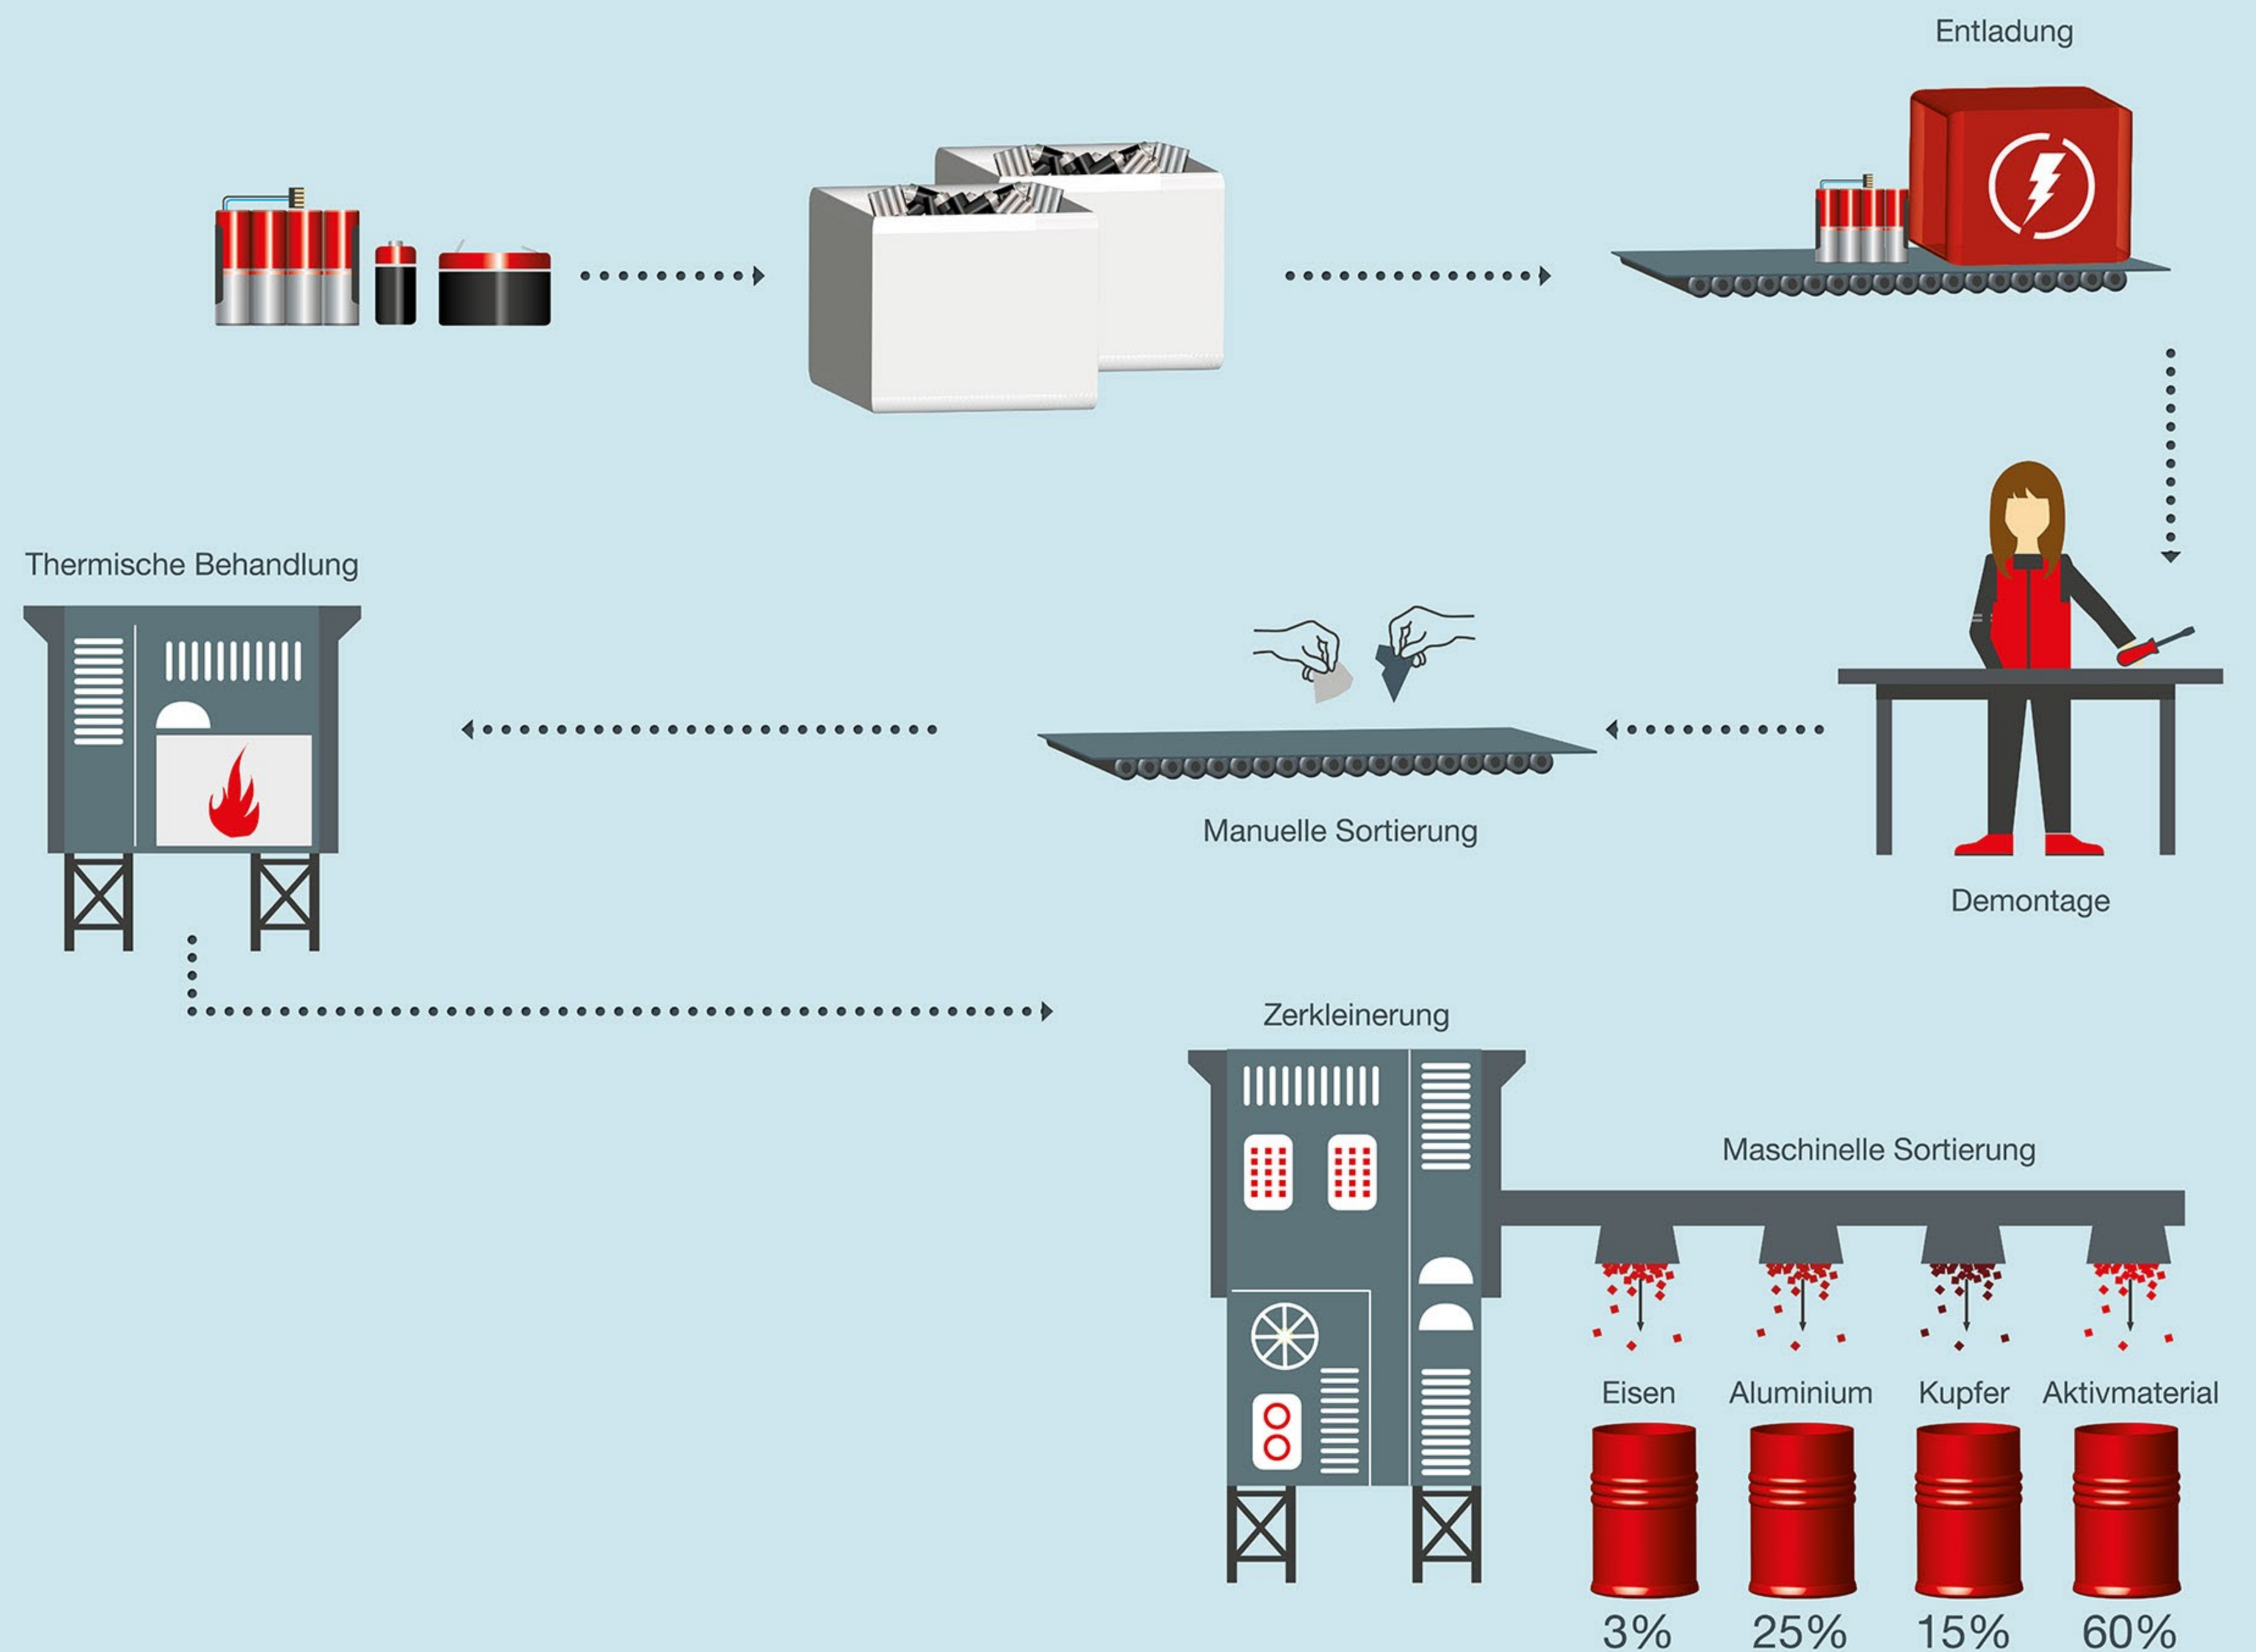 Entladung
Thermische Behandlung
Manuelle Sortierung
Demontage
Zerkleinerung
Maschinelle Sortierung
Eisen Aluminium Kupfer Aktivmaterial
3% 25% 15% 60%